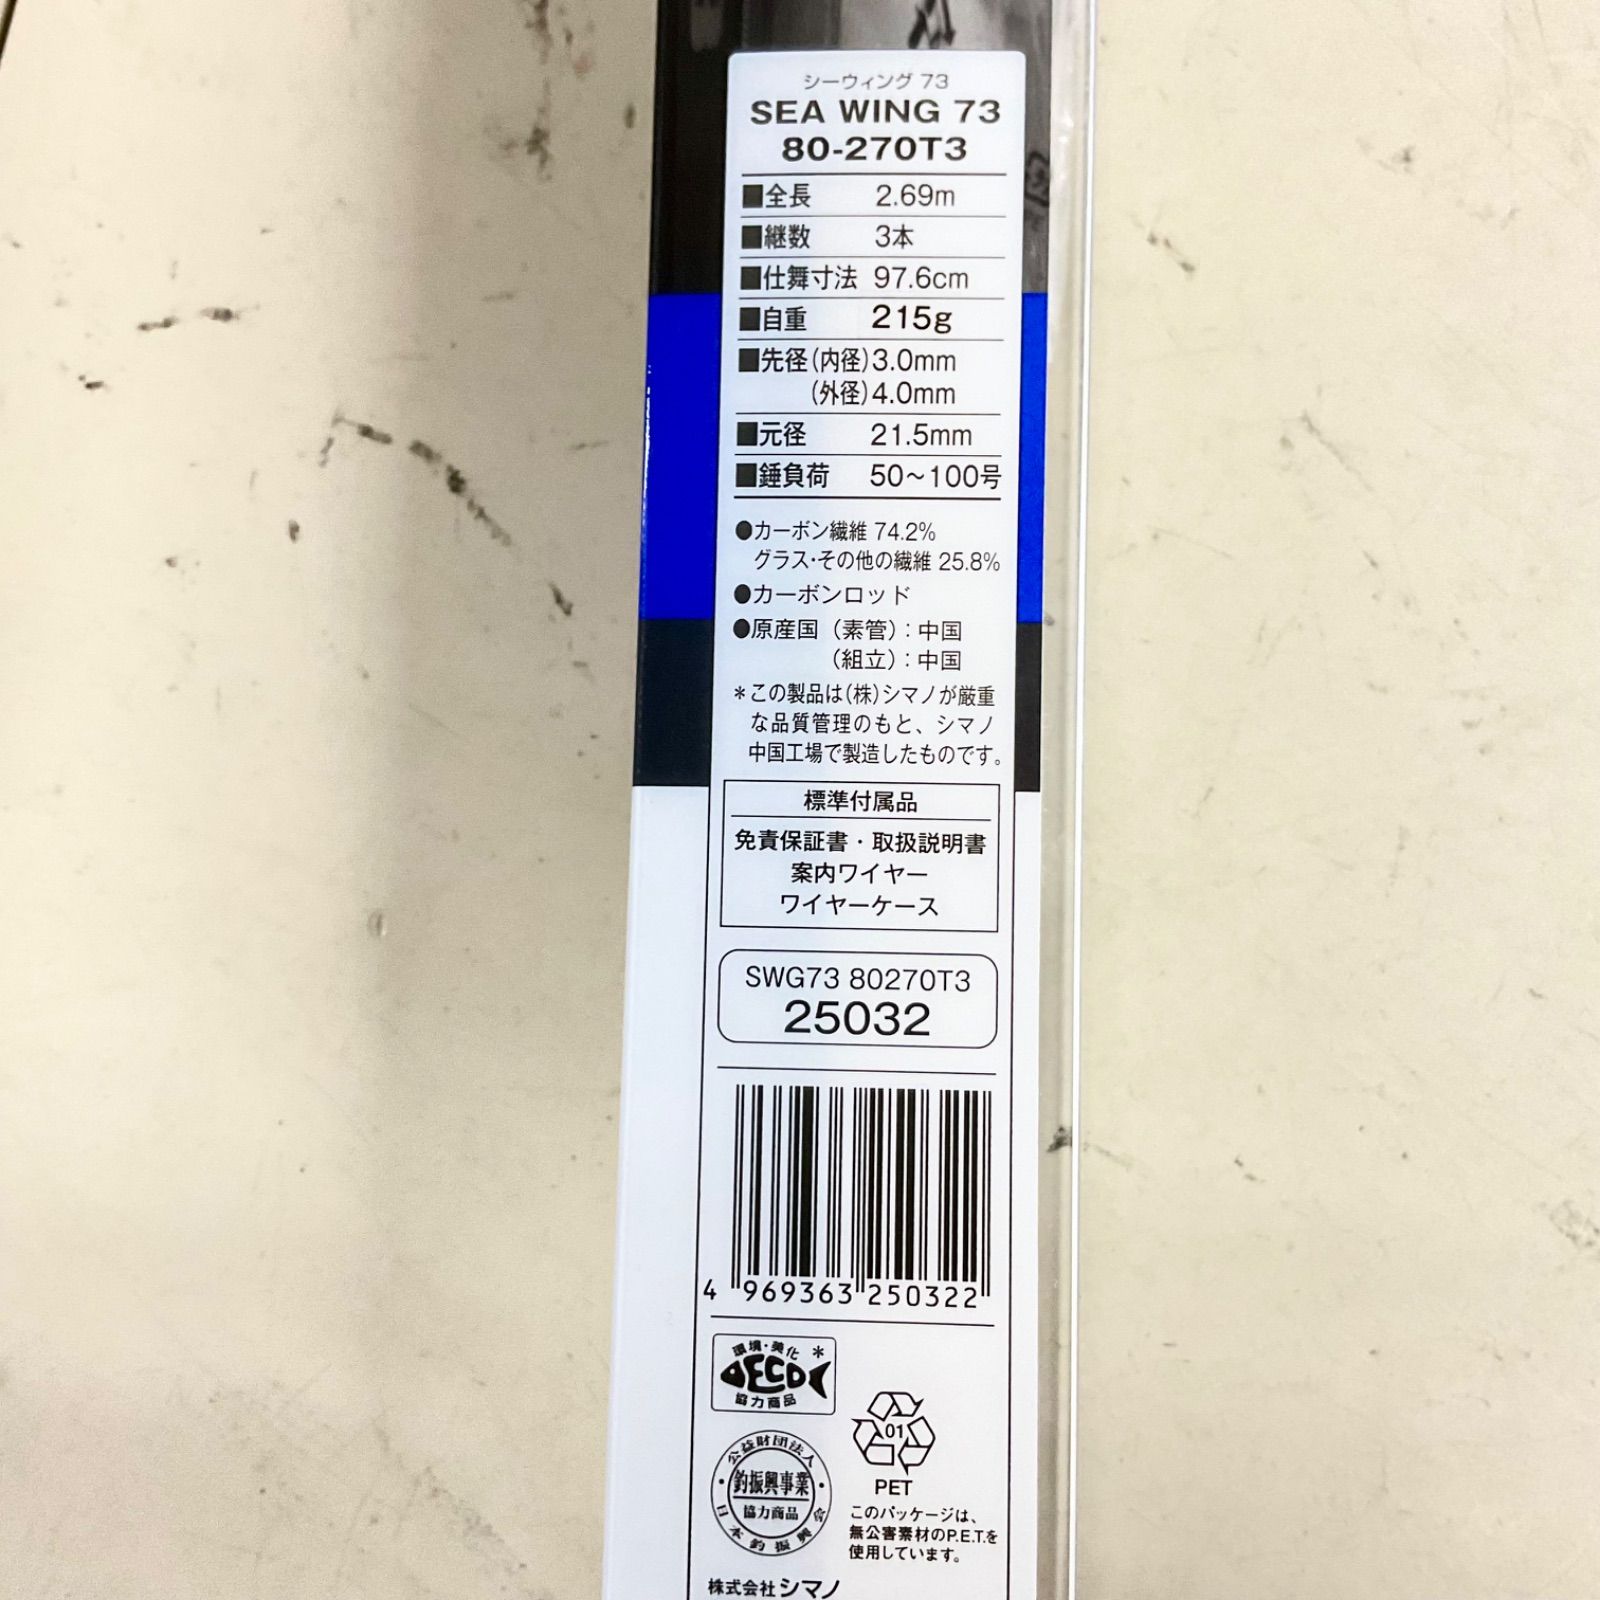 シーウィング 73
SEA WING 73
80-270T3
■全長 2.69m
■継数 3本
■仕舞寸法 97.6cm
■自重 215g
■先径(内径)3.0mm
(外径)4.0mm
■元径 21.5mm
■錘負荷 50〜100号
●カーボン繊維 74.2%
グラス・その他の繊維 25.8%
●カーボンロッド
●原産国（素管）：中国
（組立）：中国
＊この製品は(株)シマノが厳重
な品質管理のもと、シマノ
中国工場で製造したものです。
標準付属品
免責保証書・取扱説明書
案内ワイヤー
ワイヤーケース
SWG73 80270T3
25032
4 969363 250322
環境・美化 *
ECO
協力商品
公益財団法人
釣振興事業
協力商品
日本釣振興会
01
PET
このパッケージは、
無公害素材のP.E.T.を
使用しています。
株式会社シマノ